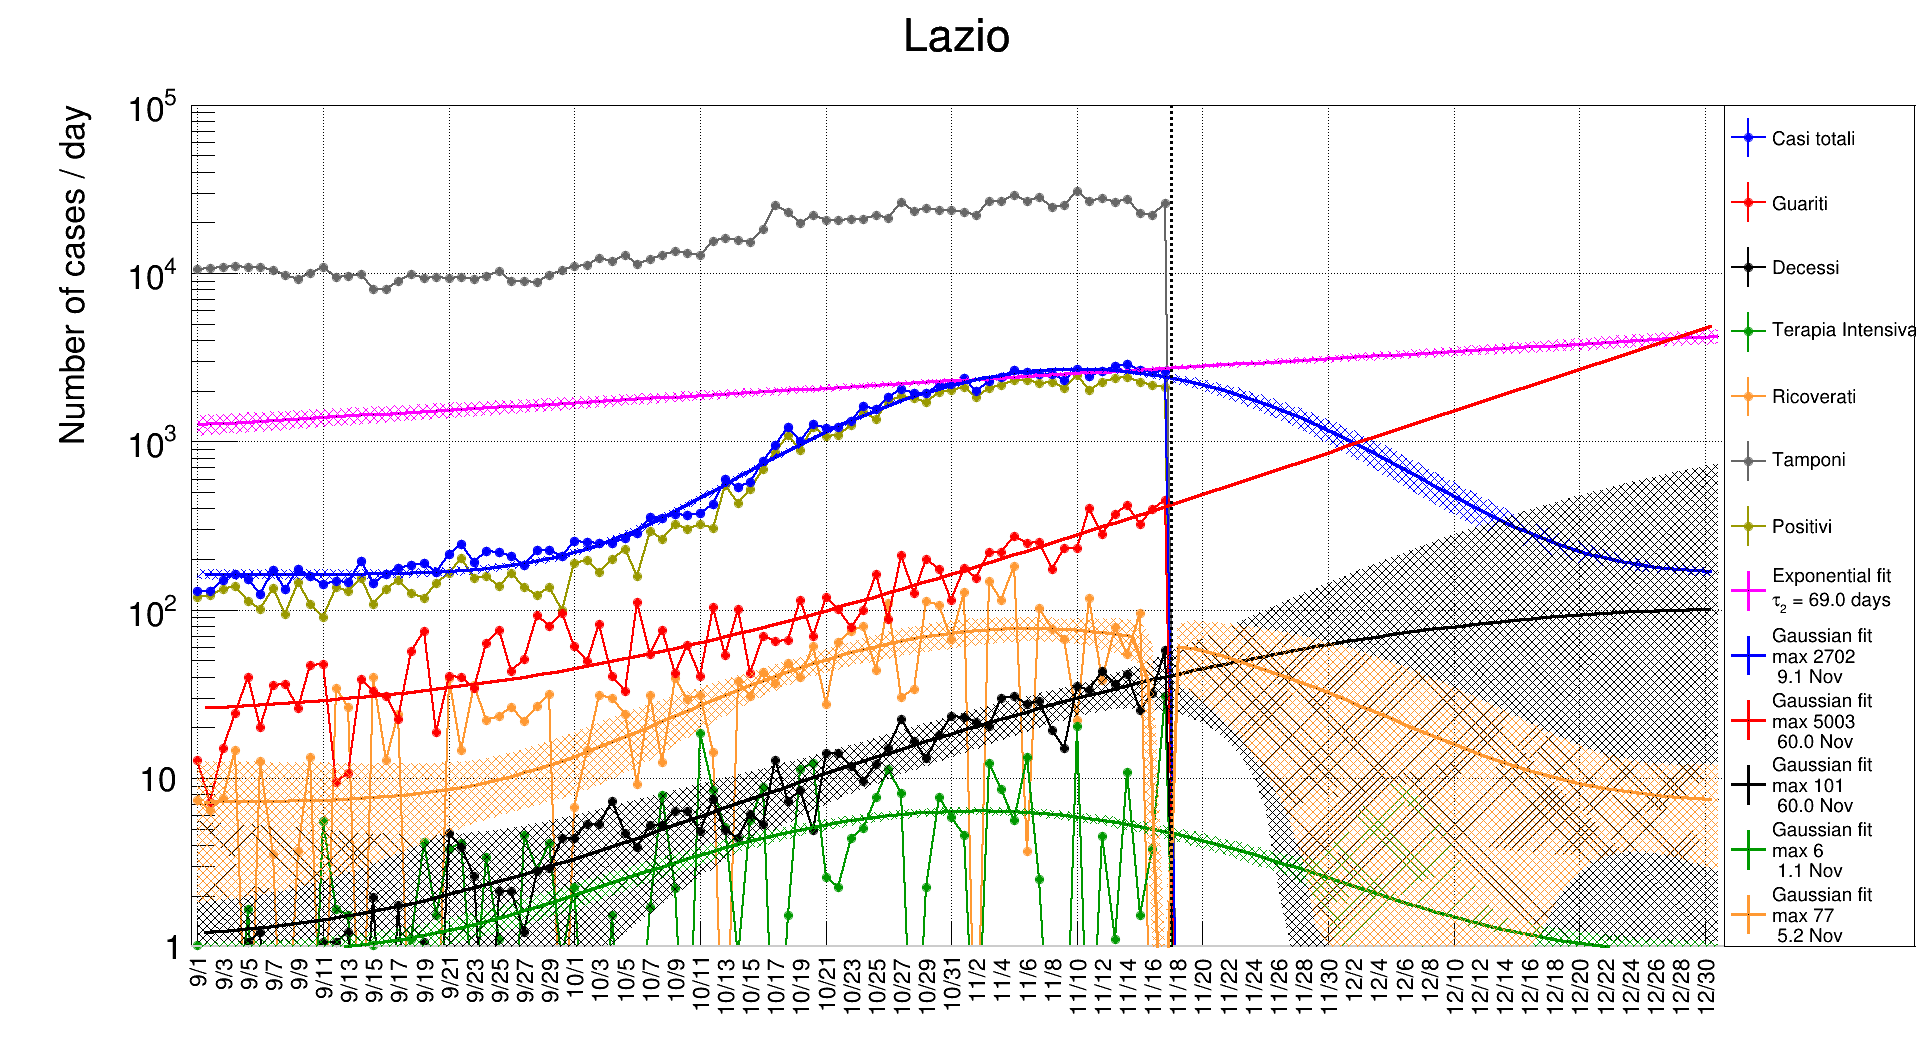 Lazio
Number of cases / day
10^5
10^4
10^3
10^2
10
1
9/1
9/3
9/5
9/7
9/9
9/11
9/13
9/15
9/17
9/19
9/21
9/23
9/25
9/27
9/29
10/1
10/3
10/5
10/7
10/9
10/11
10/13
10/15
10/17
10/19
10/21
10/23
10/25
10/27
10/29
10/31
11/2
11/4
11/6
11/8
11/10
11/12
11/14
11/16
11/18
11/20
11/22
11/24
11/26
11/28
11/30
12/2
12/4
12/6
12/8
12/10
12/12
12/14
12/16
12/18
12/20
12/22
12/24
12/26
12/28
12/30
Casi totali
Guariti
Decessi
Terapia Intensiva
Ricoverati
Tamponi
Positivi
Exponential fit
τ₂ = 69.0 days
Gaussian fit
max 2702
9.1 Nov
Gaussian fit
max 5003
60.0 Nov
Gaussian fit
max 101
60.0 Nov
Gaussian fit
max 6
1.1 Nov
Gaussian fit
max 77
5.2 Nov